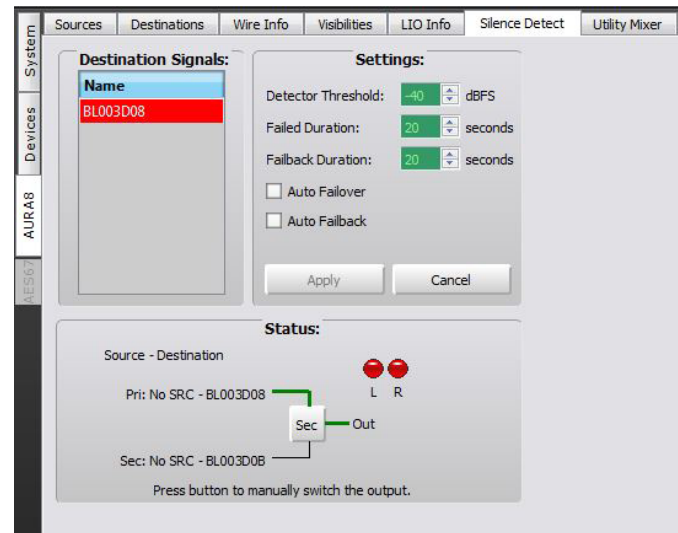 Sources Destinations Wire Info Visibilities LIO Info Silence Detect Utility Mixer
System
Devices
AURA8
AES67
Destination Signals:
Name
BL003D08
Settings:
Detector Threshold: -40 dBFS
Failed Duration: 20 seconds
Failback Duration: 20 seconds
Auto Failover
Auto Failback
Apply Cancel
Status:
Source - Destination
L R
Pri: No SRC - BL003D08
Sec Out
Sec: No SRC - BL003D0B
Press button to manually switch the output.